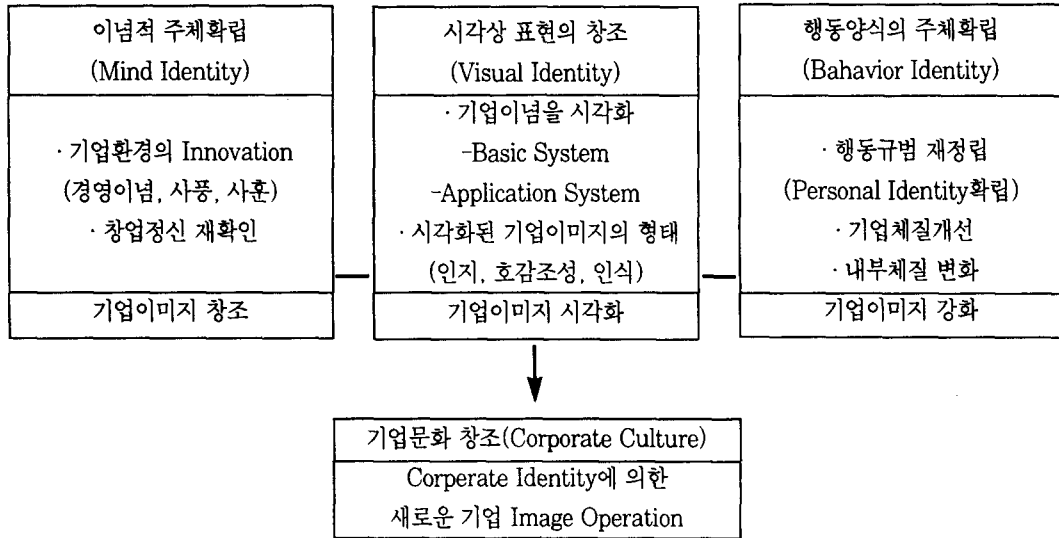 이념적 주체확립
(Mind Identity)
· 기업환경의 Innovation
(경영이념, 사풍, 사훈)
· 창업정신 재확인
기업이미지 창조
시각상 표현의 창조
(Visual Identity)
· 기업이념을 시각화
-Basic System
-Application System
· 시각화된 기업이미지의 형태
(인지, 호감조성, 인식)
기업이미지 시각화
행동양식의 주체확립
(Bahavior Identity)
· 행동규범 재정립
(Personal Identity확립)
· 기업체질개선
· 내부체질 변화
기업이미지 강화
기업문화 창조(Corporate Culture)
Corperate Identity에 의한
새로운 기업 Image Operation